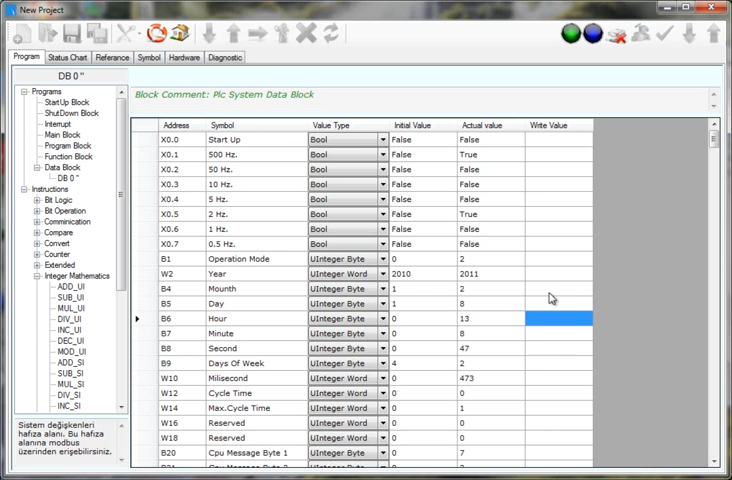 New Project
Program Status Chart Referance Symbol Hardware Diagnostic
DB 0 "
Block Comment: Plc System Data Block
Programs
StartUp Block
ShutDown Block
Interrupt
Main Block
Program Block
Function Block
Data Block
DB 0 "
Instructions
Bit Logic
Bit Operation
Comminication
Compare
Convert
Counter
Extended
Integer Mathematics
ADD_UI
SUB_UI
MUL_UI
DIV_UI
INC_UI
DEC_UI
MOD_UI
ADD_SI
SUB_SI
MUL_SI
DIV_SI
INC_SI
Sistem değişkenleri
hafıza alanı. Bu hafıza
alanına modbus
üzerinden erişebilirsiniz.
Address Symbol Value Type Initial Value Actual value Write Value
X0.0 Start Up Bool False False
X0.1 500 Hz. Bool False True
X0.2 50 Hz. Bool False False
X0.3 10 Hz. Bool False False
X0.4 5 Hz. Bool False False
X0.5 2 Hz. Bool False True
X0.6 1 Hz. Bool False False
X0.7 0.5 Hz. Bool False False
B1 Operation Mode UInteger Byte 0 2
W2 Year UInteger Word 2010 2011
B4 Mounth UInteger Byte 1 2
B5 Day UInteger Byte 1 8
B6 Hour UInteger Byte 0 13
B7 Minute UInteger Byte 0 8
B8 Second UInteger Byte 0 47
B9 Days Of Week UInteger Byte 4 2
W10 Milisecond UInteger Word 0 473
W12 Cycle Time UInteger Word 0 0
W14 Max.Cycle Time UInteger Word 0 1
W16 Reserved UInteger Word 0 0
W18 Reserved UInteger Word 0 0
B20 Cpu Message Byte 1 UInteger Byte 0 7